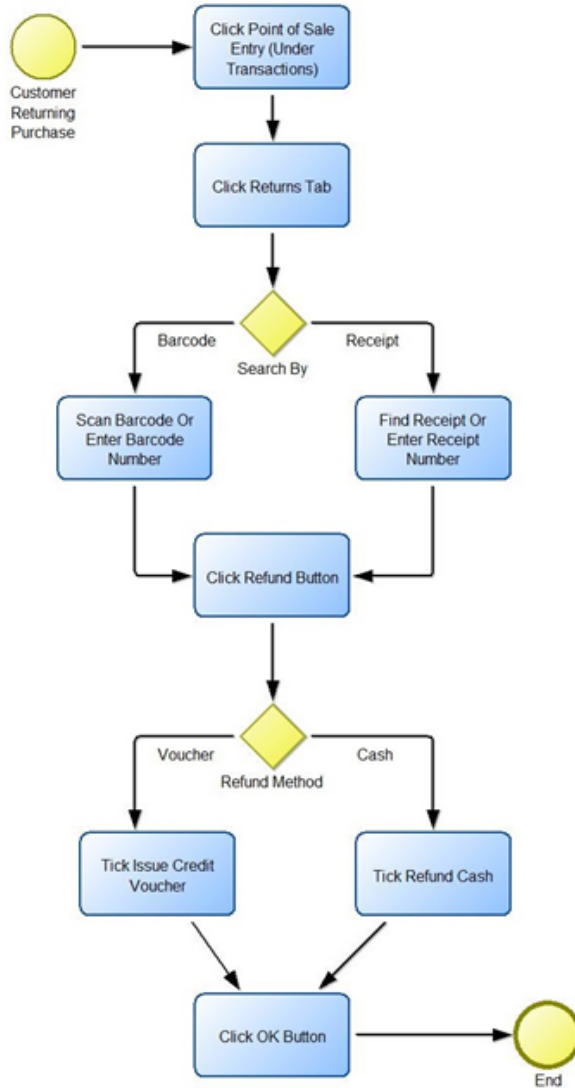 Click Point of Sale
Entry (Under
Transactions)
Customer
Returning
Purchase
Click Returns Tab
Barcode
Receipt
Search By
Scan Barcode Or
Enter Barcode
Number
Find Receipt Or
Enter Receipt
Number
Click Refund Button
Voucher
Cash
Refund Method
Tick Issue Credit
Voucher
Tick Refund Cash
Click OK Button
End